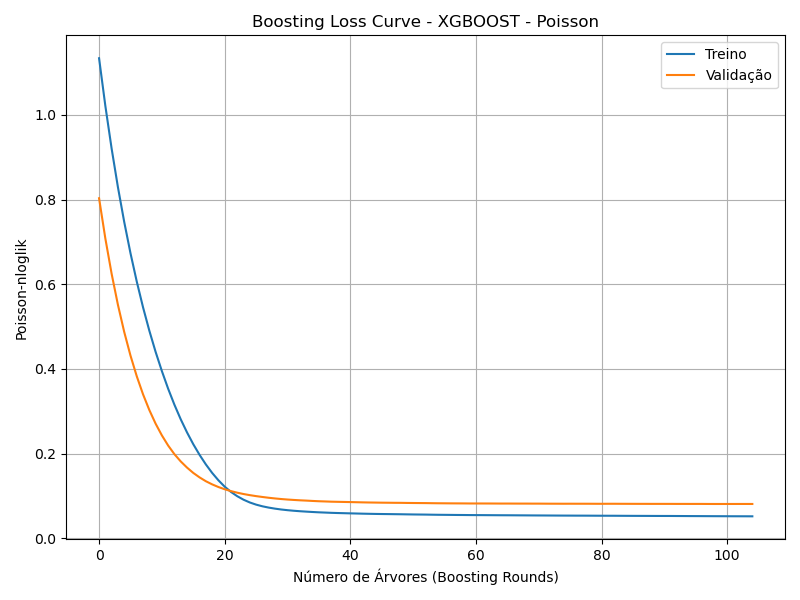 Boosting Loss Curve - XGBOOST - Poisson
Treino
Validação
1.0
0.8
0.6
0.4
0.2
0.0
Poisson-nloglik
0 20 40 60 80 100
Número de Árvores (Boosting Rounds)